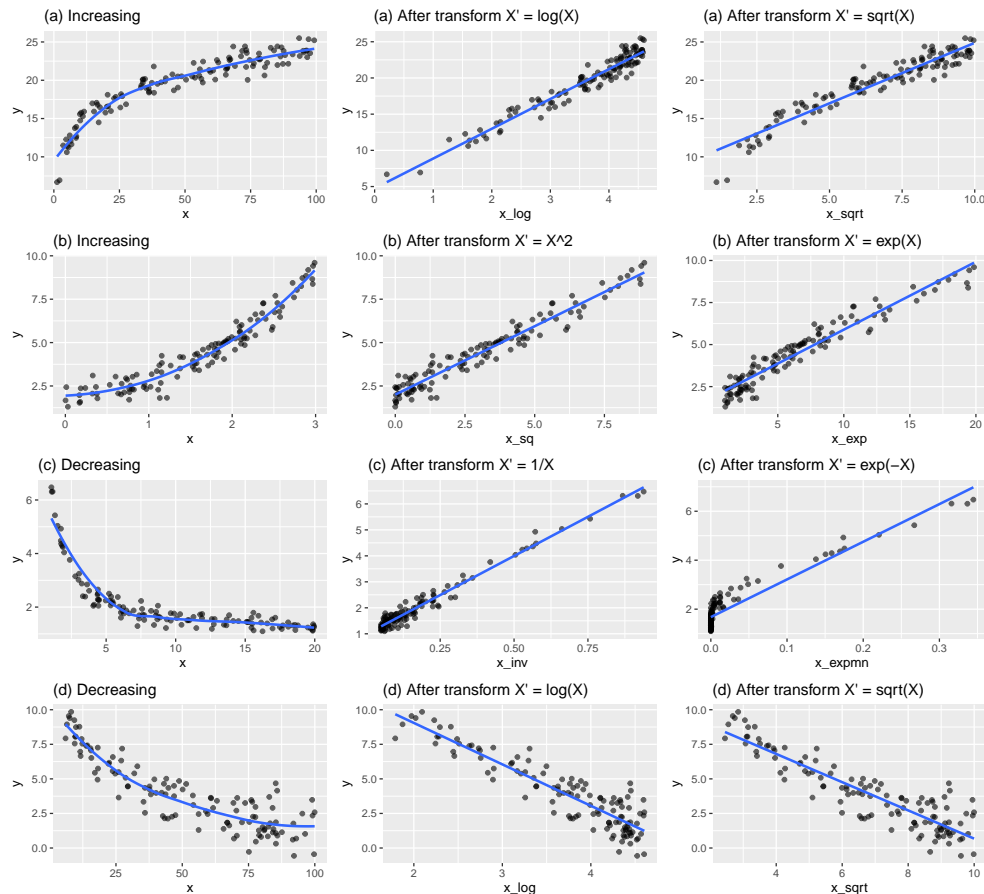 (a) Increasing
25
20
15
10
y
0
25
50
75
100
x
(a) After transform X' = log(X)
25
20
15
10
5
y
0
1
2
3
4
x_log
(a) After transform X' = sqrt(X)
25
20
15
10
y
2.5
5.0
7.5
10.0
x_sqrt
(b) Increasing
10.0
7.5
5.0
2.5
y
0
1
2
3
x
(b) After transform X' = X^2
10.0
7.5
5.0
2.5
y
0.0
2.5
5.0
7.5
x_sq
(b) After transform X' = exp(X)
10.0
7.5
5.0
2.5
y
5
10
15
20
x_exp
(c) Decreasing
6
4
2
y
5
10
15
20
x
(c) After transform X' = 1/X
6
5
4
3
2
1
y
0.25
0.50
0.75
x_inv
(c) After transform X' = exp(−X)
6
4
2
y
0.0
0.1
0.2
0.3
x_expmn
(d) Decreasing
10.0
7.5
5.0
2.5
0.0
y
25
50
75
100
x
(d) After transform X' = log(X)
10.0
7.5
5.0
2.5
0.0
y
2
3
4
x_log
(d) After transform X' = sqrt(X)
10.0
7.5
5.0
2.5
0.0
y
4
6
8
10
x_sqrt